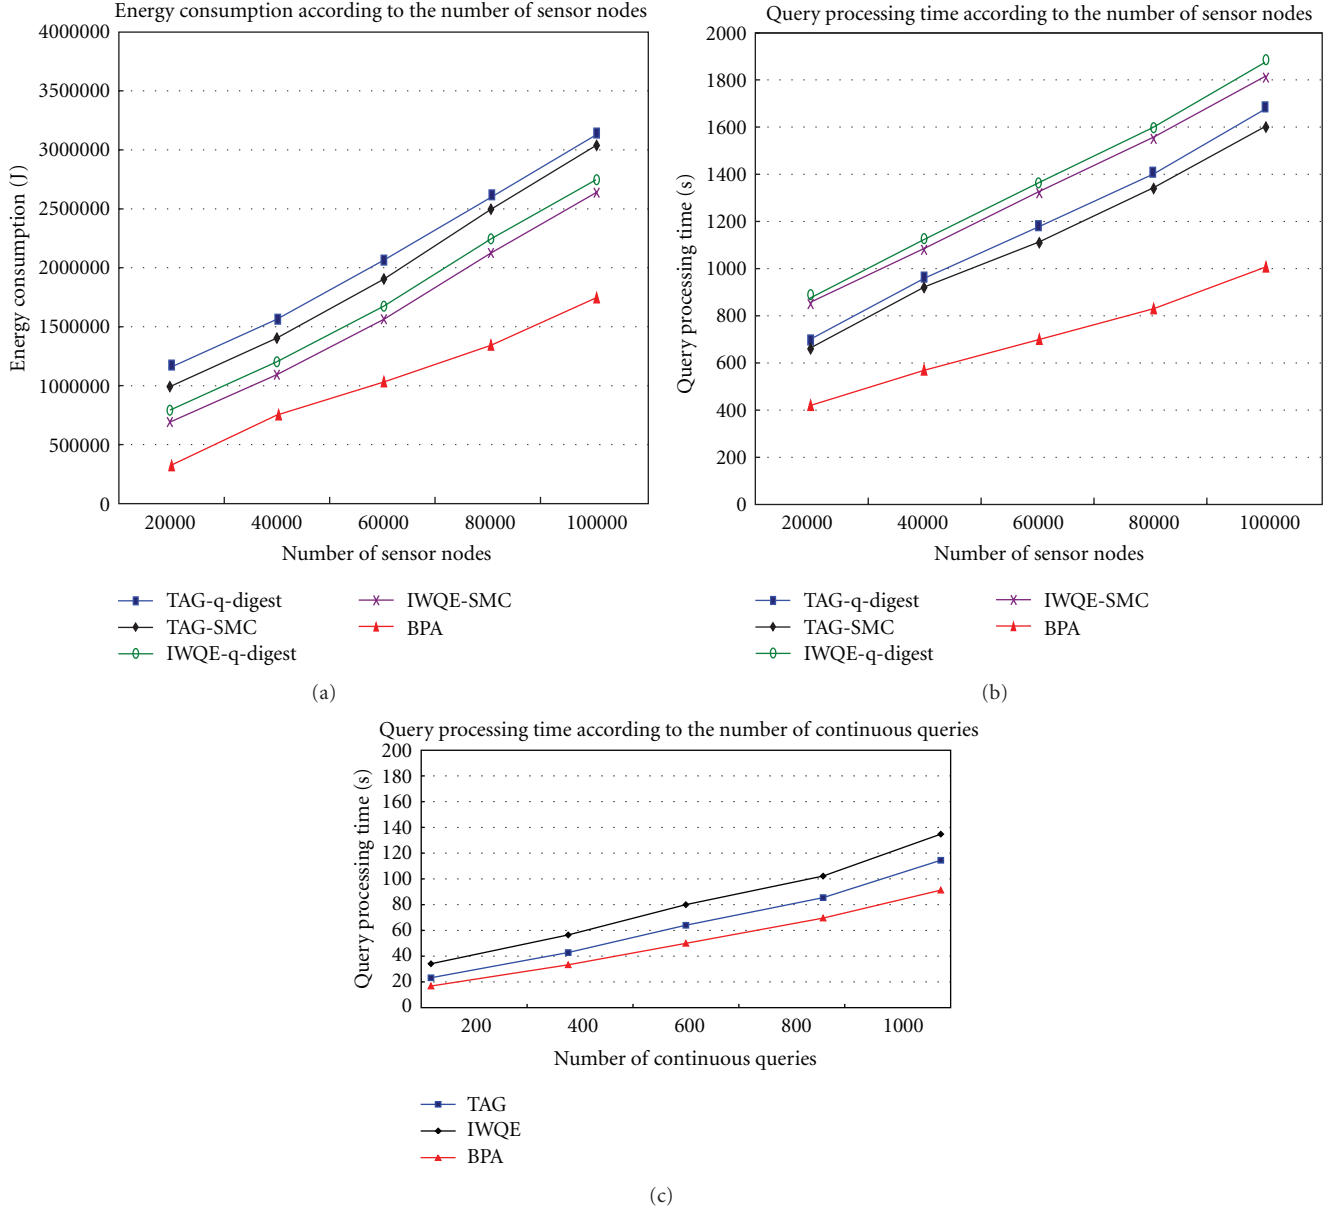 Energy consumption according to the number of sensor nodes
4000000
3500000
3000000
2500000
2000000
1500000
1000000
500000
0
Energy consumption (J)
20000 40000 60000 80000 100000
Number of sensor nodes
TAG-q-digest
TAG-SMC
IWQE-q-digest
IWQE-SMC
BPA
(a)
Query processing time according to the number of sensor nodes
2000
1800
1600
1400
1200
1000
800
600
400
200
0
Query processing time (s)
20000 40000 60000 80000 100000
Number of sensor nodes
TAG-q-digest
TAG-SMC
IWQE-q-digest
IWQE-SMC
BPA
(b)
Query processing time according to the number of continuous queries
200
180
160
140
120
100
80
60
40
20
0
Query processing time (s)
200 400 600 800 1000
Number of continuous queries
TAG
IWQE
BPA
(c)